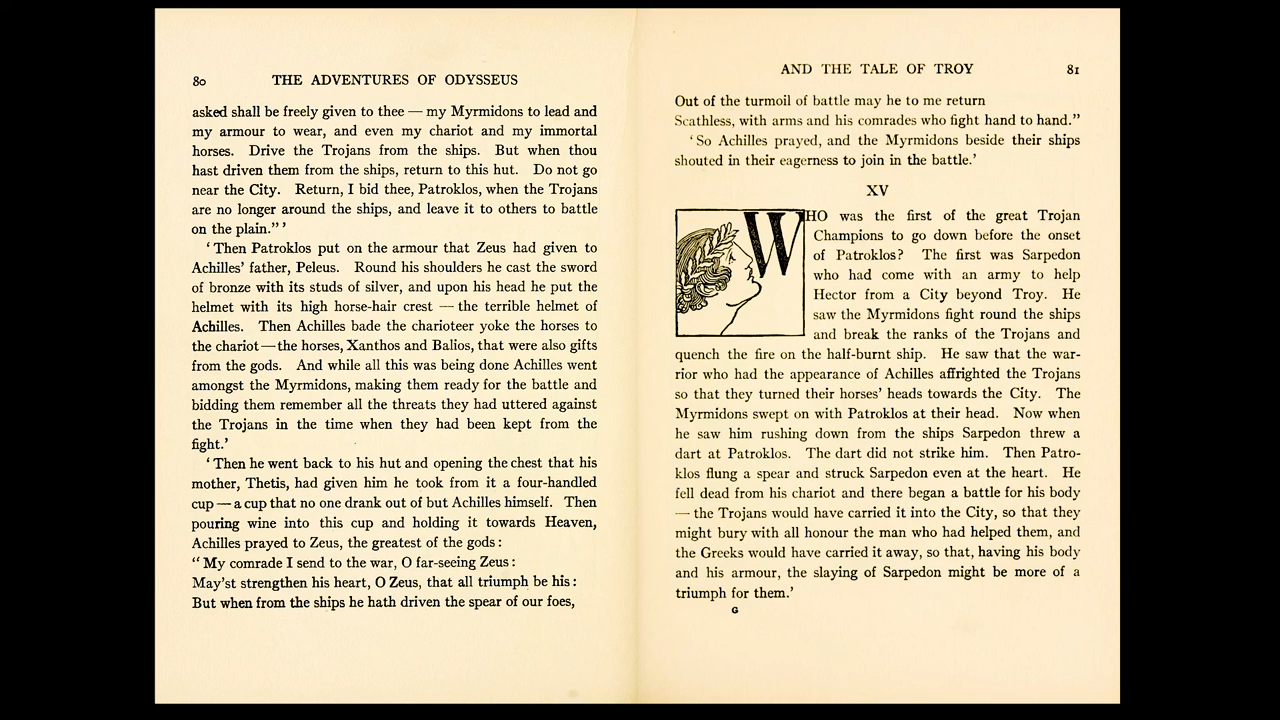 80 THE ADVENTURES OF ODYSSEUS
asked shall be freely given to thee — my Myrmidons to lead and
my armour to wear, and even my chariot and my immortal
horses. Drive the Trojans from the ships. But when thou
hast driven them from the ships, return to this hut. Do not go
near the City. Return, I bid thee, Patroklos, when the Trojans
are no longer around the ships, and leave it to others to battle
on the plain.” ’
‘Then Patroklos put on the armour that Zeus had given to
Achilles’ father, Peleus. Round his shoulders he cast the sword
of bronze with its studs of silver, and upon his head he put the
helmet with its high horse-hair crest — the terrible helmet of
Achilles. Then Achilles bade the charioteer yoke the horses to
the chariot — the horses, Xanthos and Balios, that were also gifts
from the gods. And while all this was being done Achilles went
amongst the Myrmidons, making them ready for the battle and
bidding them remember all the threats they had uttered against
the Trojans in the time when they had been kept from the
fight.’
‘Then he went back to his hut and opening the chest that his
mother, Thetis, had given him he took from it a four-handled
cup — a cup that no one drank out of but Achilles himself. Then
pouring wine into this cup and holding it towards Heaven,
Achilles prayed to Zeus, the greatest of the gods:
“My comrade I send to the war, O far-seeing Zeus:
May’st strengthen his heart, O Zeus, that all triumph be his:
But when from the ships he hath driven the spear of our foes,
AND THE TALE OF TROY 81
Out of the turmoil of battle may he to me return
Scathless, with arms and his comrades who fight hand to hand.”
‘So Achilles prayed, and the Myrmidons beside their ships
shouted in their eagerness to join in the battle.’
XV
WHO was the first of the great Trojan
Champions to go down before the onset
of Patroklos? The first was Sarpedon
who had come with an army to help
Hector from a City beyond Troy. He
saw the Myrmidons fight round the ships
and break the ranks of the Trojans and
quench the fire on the half-burnt ship. He saw that the war-
rior who had the appearance of Achilles affrighted the Trojans
so that they turned their horses’ heads towards the City. The
Myrmidons swept on with Patroklos at their head. Now when
he saw him rushing down from the ships Sarpedon threw a
dart at Patroklos. The dart did not strike him. Then Patro-
klos flung a spear and struck Sarpedon even at the heart. He
fell dead from his chariot and there began a battle for his body
— the Trojans would have carried it into the City, so that they
might bury with all honour the man who had helped them, and
the Greeks would have carried it away, so that, having his body
and his armour, the slaying of Sarpedon might be more of a
triumph for them.’
G